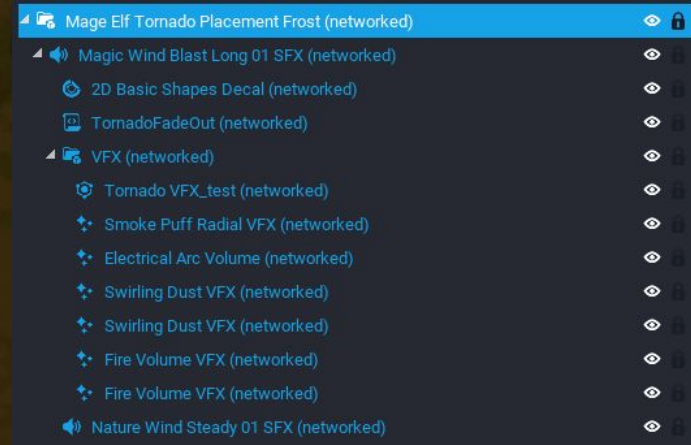 Mage Elf Tornado Placement Frost (networked)
Magic Wind Blast Long 01 SFX (networked)
2D Basic Shapes Decal (networked)
TornadoFadeOut (networked)
VFX (networked)
Tornado VFX_test (networked)
Smoke Puff Radial VFX (networked)
Electrical Arc Volume (networked)
Swirling Dust VFX (networked)
Swirling Dust VFX (networked)
Fire Volume VFX (networked)
Fire Volume VFX (networked)
Nature Wind Steady 01 SFX (networked)